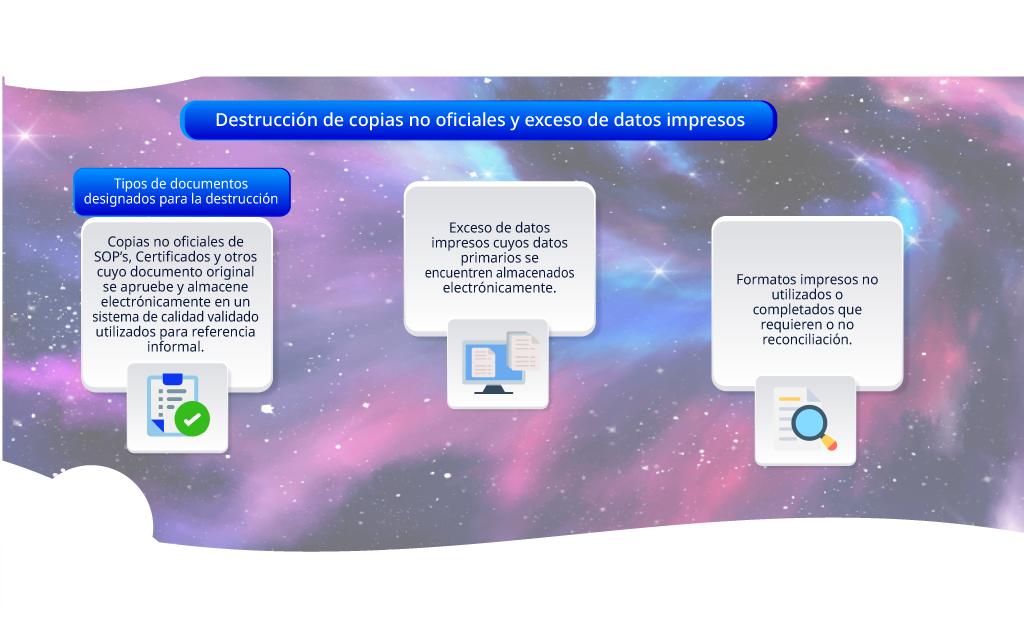 Destrucción de copias no oficiales y exceso de datos impresos
Tipos de documentos
designados para la destrucción
Copias no oficiales de
SOP’s, Certificados y otros
cuyo documento original
se apruebe y almacene
electrónicamente en un
sistema de calidad validado
utilizados para referencia
informal.
Exceso de datos
impresos cuyos datos
primarios se
encuentren almacenados
electrónicamente.
Formatos impresos no
utilizados o
completados que
requieren o no
reconciliación.